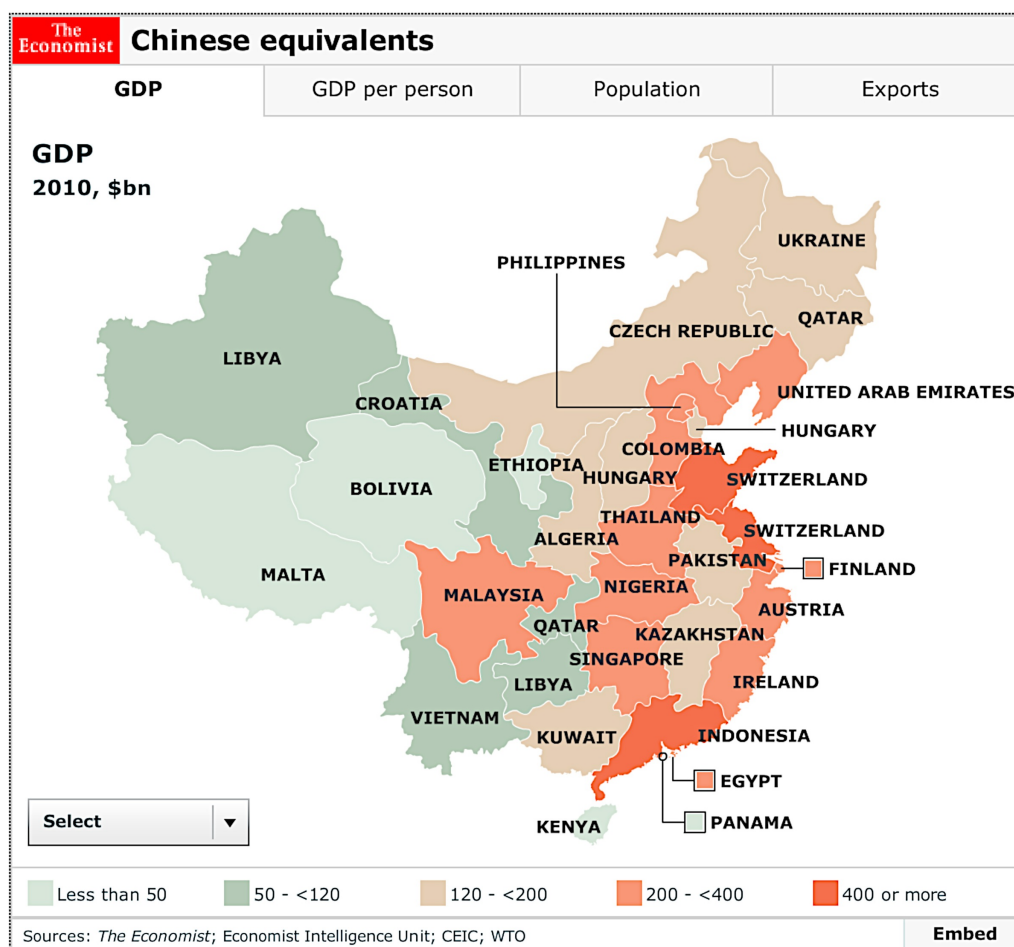 The
Economist
Chinese equivalents
GDP
GDP per person
Population
Exports
GDP
2010, $bn
UKRAINE
PHILIPPINES
QATAR
CZECH REPUBLIC
LIBYA
UNITED ARAB EMIRATES
CROATIA
HUNGARY
COLOMBIA
ETHIOPIA
HUNGARY
SWITZERLAND
BOLIVIA
THAILAND
SWITZERLAND
ALGERIA
PAKISTAN
FINLAND
MALTA
NIGERIA
MALAYSIA
AUSTRIA
QATAR
KAZAKHSTAN
SINGAPORE
IRELAND
LIBYA
VIETNAM
KUWAIT
INDONESIA
EGYPT
Select
KENYA
PANAMA
Less than 50
50 - <120
120 - <200
200 - <400
400 or more
Sources: The Economist; Economist Intelligence Unit; CEIC; WTO
Embed